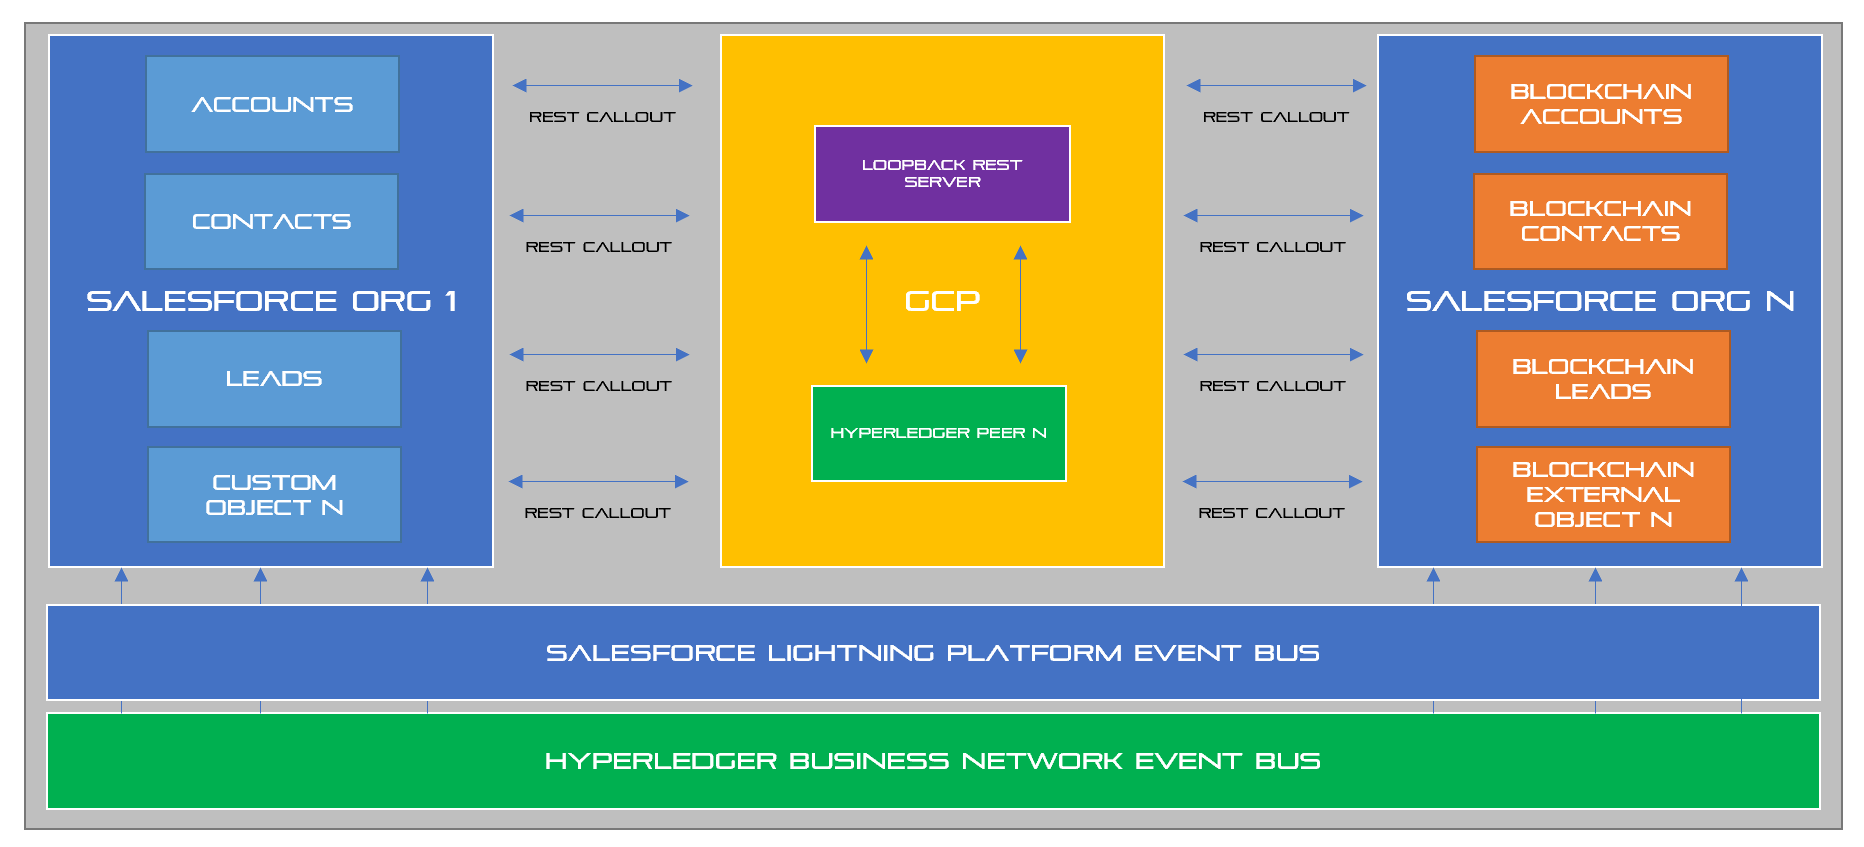 ACCOUNTS
CONTACTS
SALESFORCE ORG 1
LEADS
CUSTOM
OBJECT N
REST CALLOUT
REST CALLOUT
REST CALLOUT
REST CALLOUT
LOOPBACK REST
SERVER
GCP
HYPERLEDGER PEER N
REST CALLOUT
REST CALLOUT
REST CALLOUT
REST CALLOUT
BLOCKCHAIN
ACCOUNTS
BLOCKCHAIN
CONTACTS
SALESFORCE ORG N
BLOCKCHAIN
LEADS
BLOCKCHAIN
EXTERNAL
OBJECT N
SALESFORCE LIGHTNING PLATFORM EVENT BUS
HYPERLEDGER BUSINESS NETWORK EVENT BUS